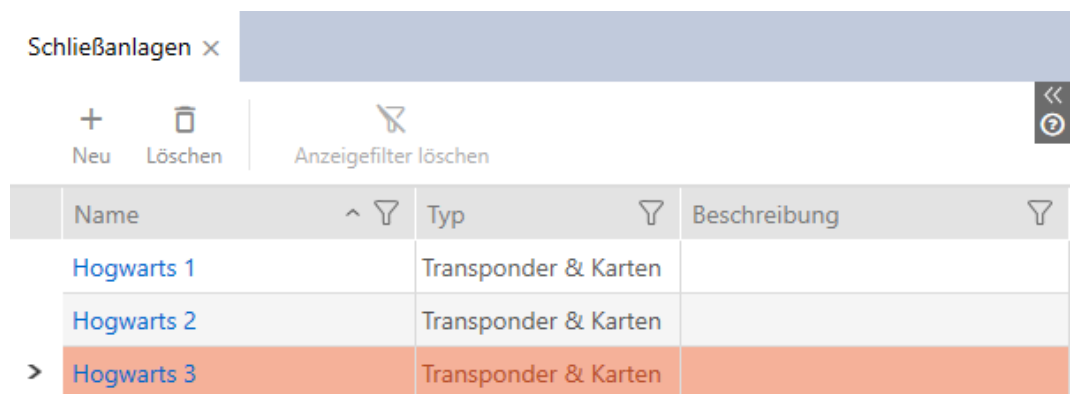 Schließanlagen
Neu Löschen Anzeigefilter löschen
Name Typ Beschreibung
Hogwarts 1 Transponder & Karten
Hogwarts 2 Transponder & Karten
Hogwarts 3 Transponder & Karten